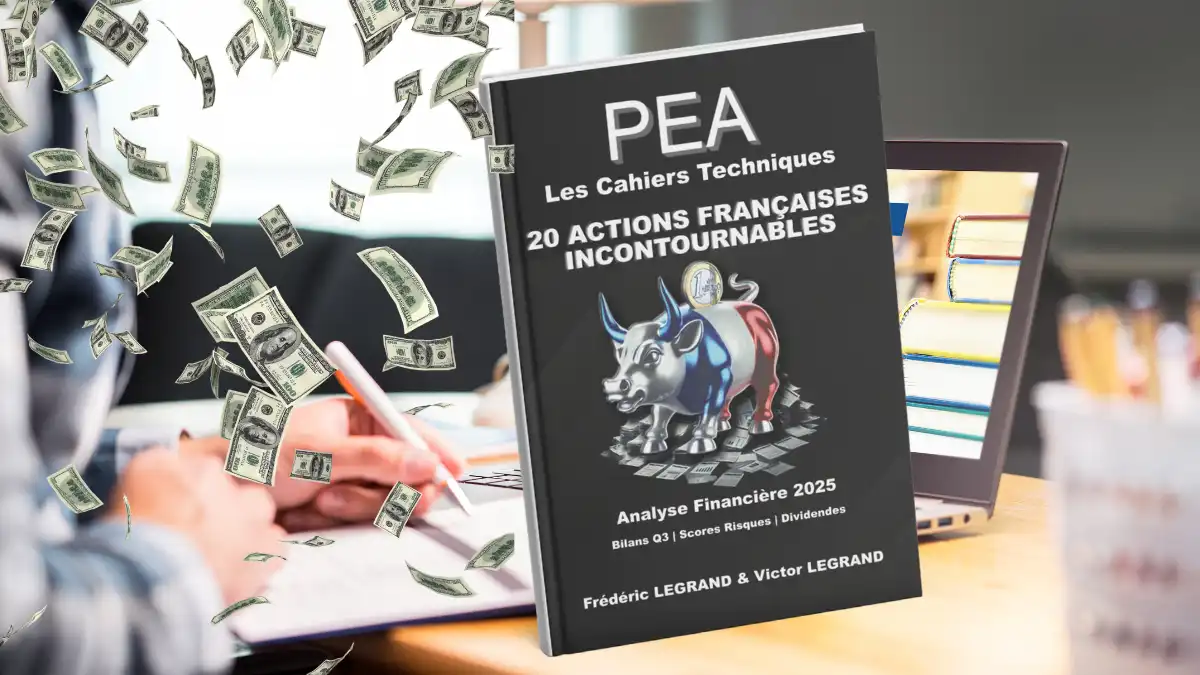 PEA
Les Cahiers Techniques
20 ACTIONS FRANÇAISES
INCONTOURNABLES
Analyse Financière 2025
Bilans Q3 | Scores Risques | Dividendes
Frédéric LEGRAND & Victor LEGRAND